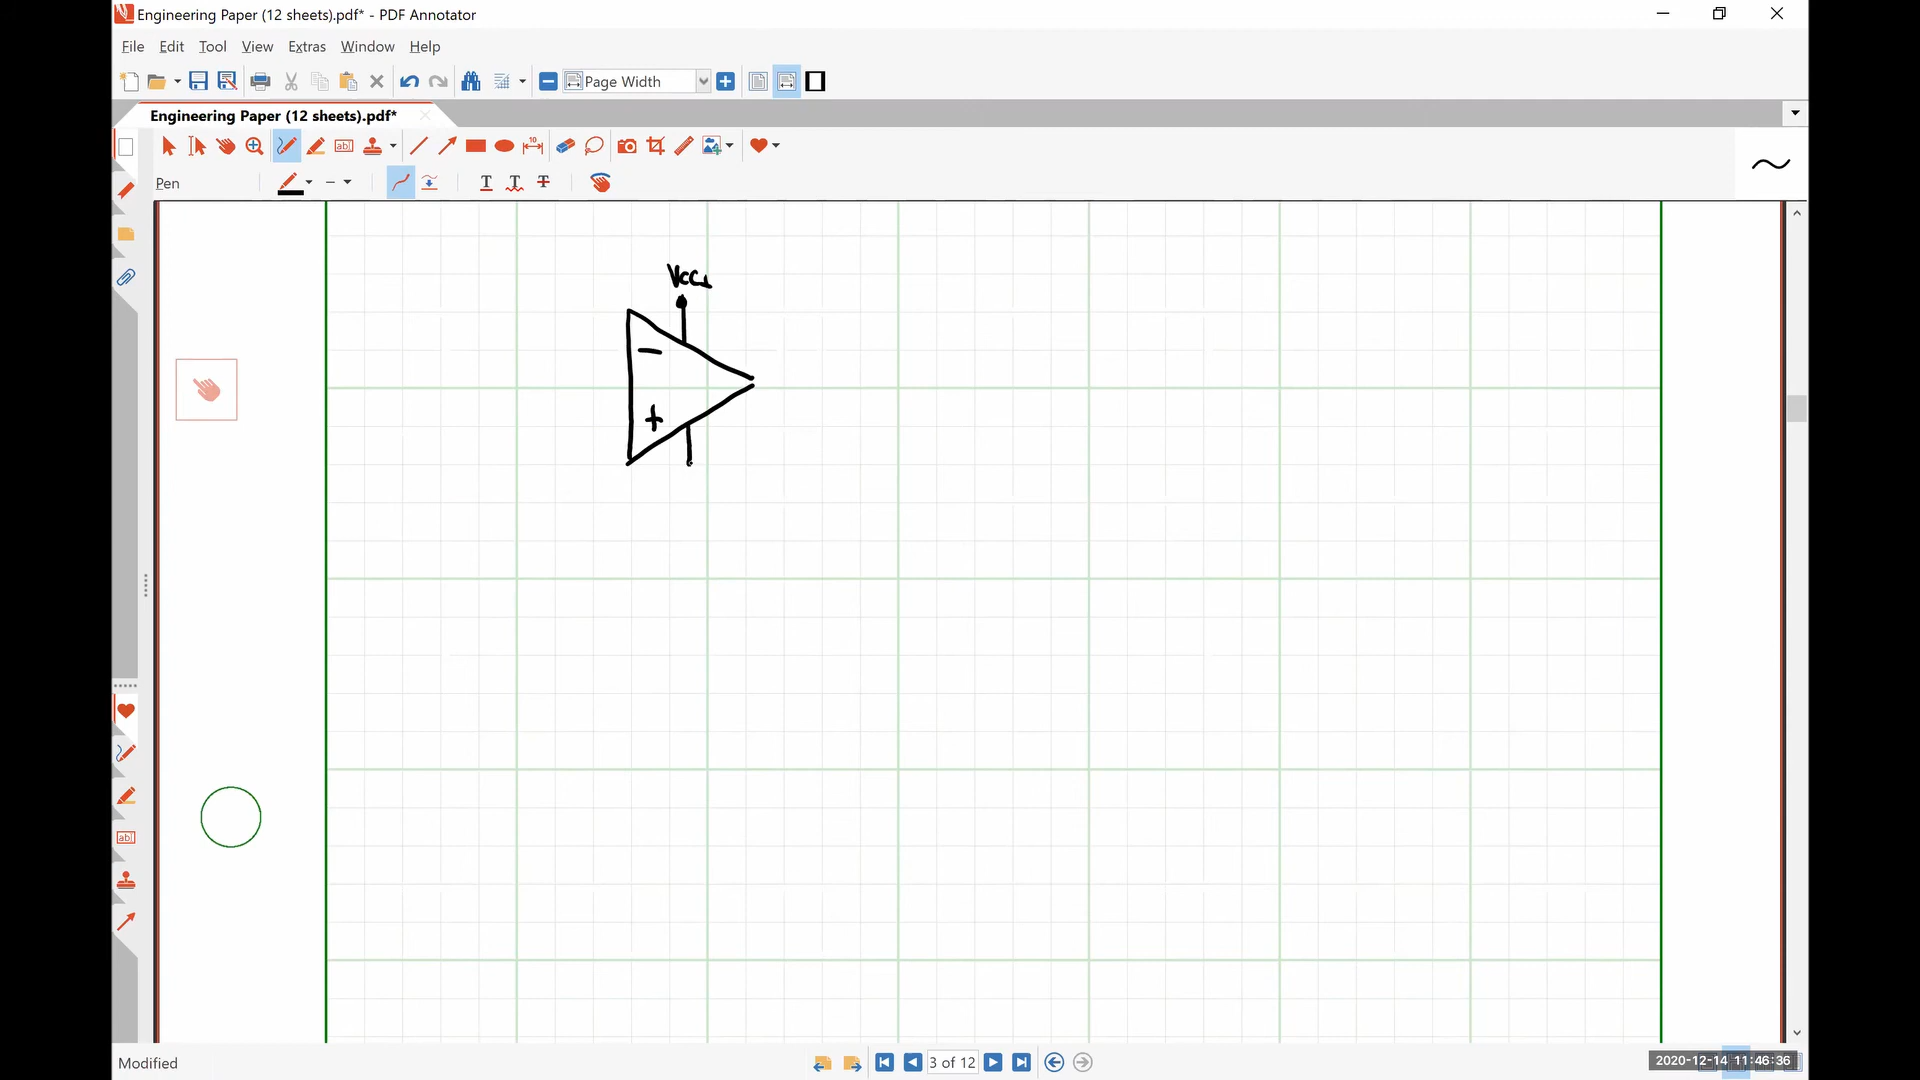 Engineering Paper (12 sheets).pdf* - PDF Annotator
File Edit Tool View Extras Window Help
Page Width
Engineering Paper (12 sheets).pdf*
Pen
VCC1
Modified
3 of 12
2020-12-14 11:46:36